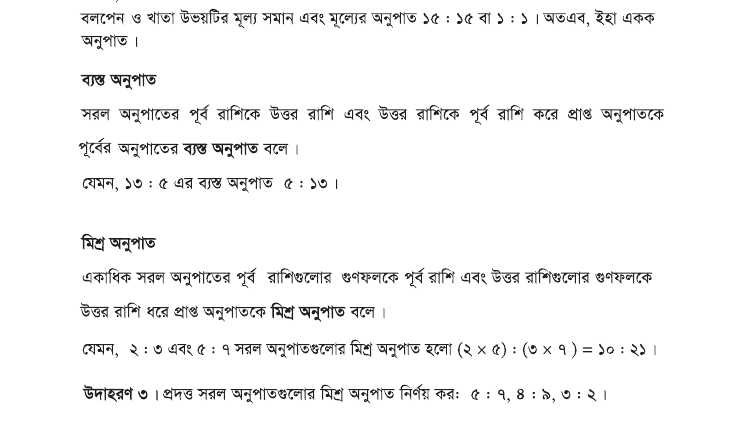 বলপেন ও খাতা উভয়টির মূল্য সমান এবং মূল্যের অনুপাত ১৫ : ১৫ বা ১ : ১ । অতএব, ইহা একক
অনুপাত ।
ব্যস্ত অনুপাত
সরল অনুপাতের পূর্ব রাশিকে উত্তর রাশি এবং উত্তর রাশিকে পূর্ব রাশি করে প্রাপ্ত অনুপাতকে
পূর্বের অনুপাতের ব্যস্ত অনুপাত বলে ।
যেমন, ১৩ : ৫ এর ব্যস্ত অনুপাত ৫ : ১৩ ।
মিশ্র অনুপাত
একাধিক সরল অনুপাতের পূর্ব রাশিগুলোর গুণফলকে পূর্ব রাশি এবং উত্তর রাশিগুলোর গুণফলকে
উত্তর রাশি ধরে প্রাপ্ত অনুপাতকে মিশ্র অনুপাত বলে ।
যেমন, ২ : ৩ এবং ৫ : ৭ সরল অনুপাতগুলোর মিশ্র অনুপাত হলো (২ × ৫) : (৩ × ৭ ) = ১০ : ২১ ।
উদাহরণ ৩ । প্রদত্ত সরল অনুপাতগুলোর মিশ্র অনুপাত নির্ণয় কর: ৫ : ৭, ৪ : ৯, ৩ : ২ ।